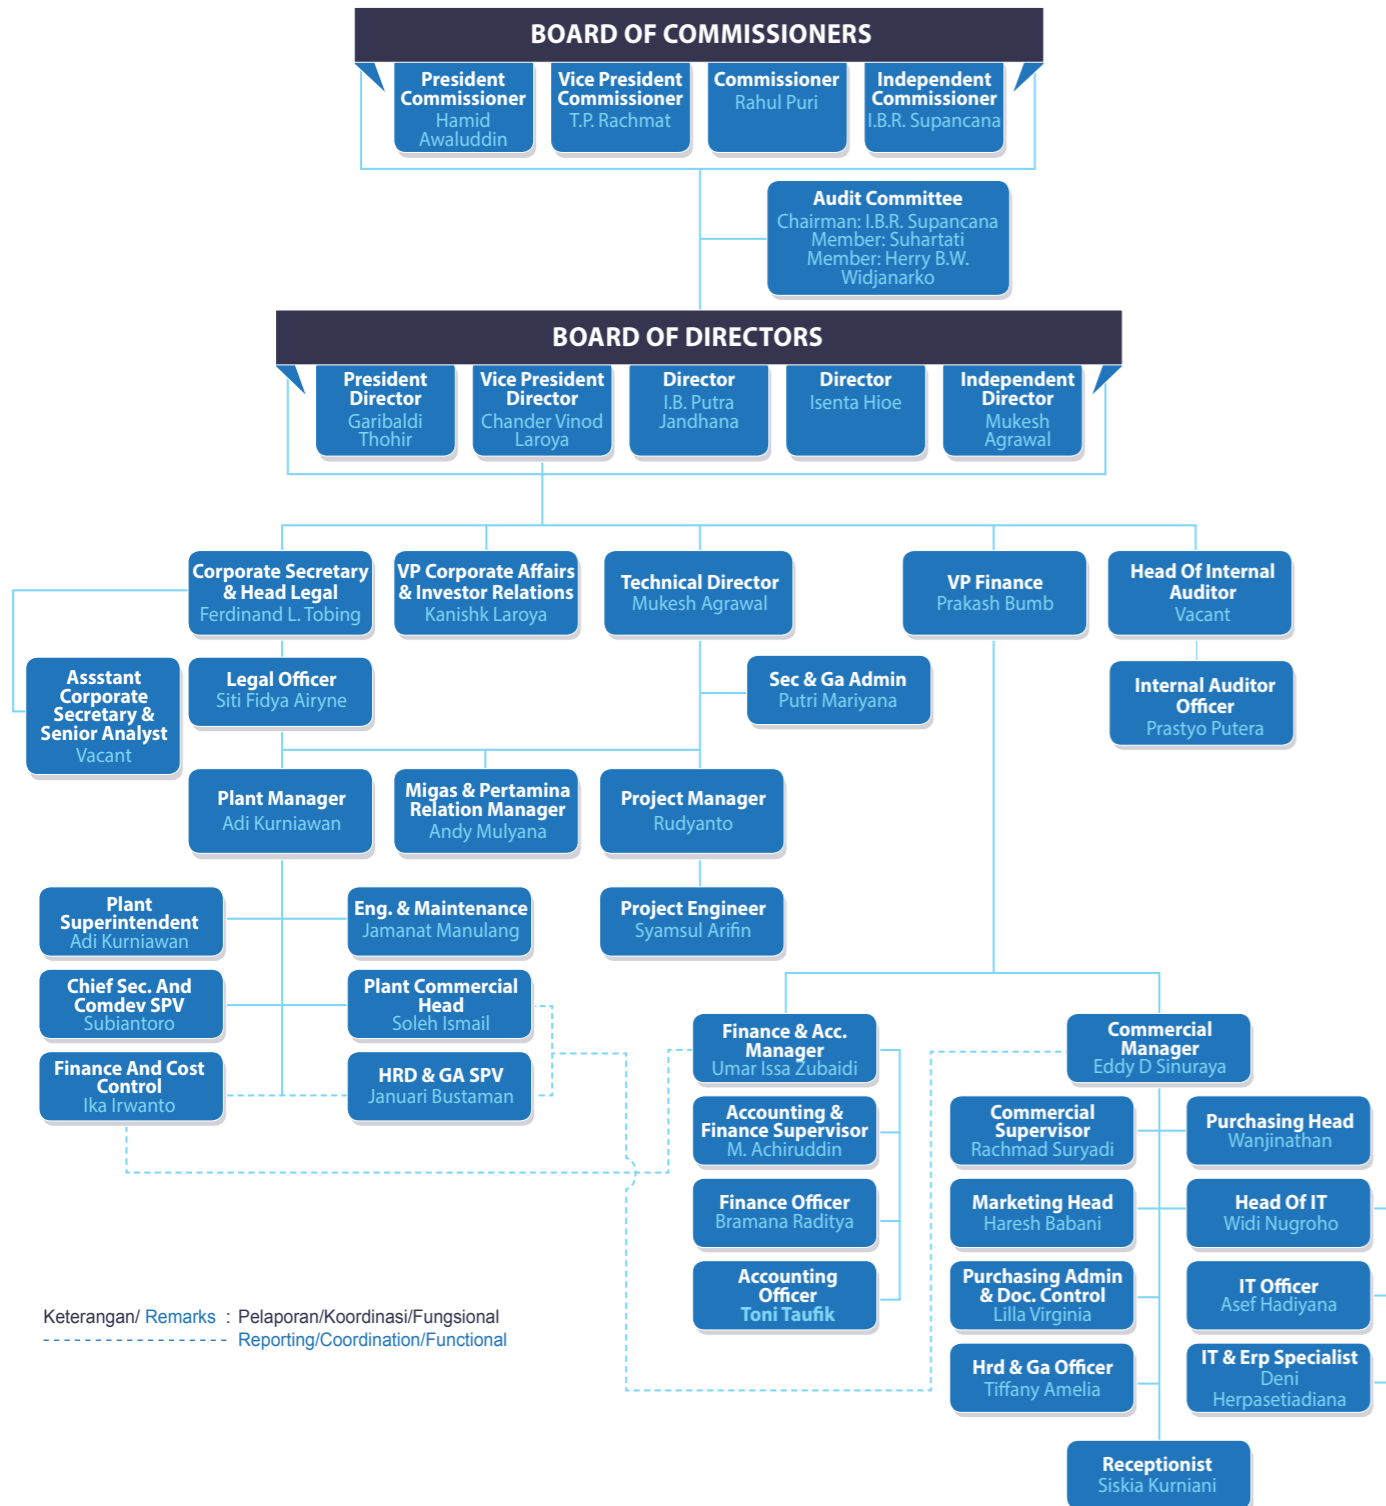 BOARD OF COMMISSIONERS
President
Commissioner
Hamid
Awaluddin
Vice President
Commissioner
T.P. Rachmat
Commissioner
Rahul Puri
Independent
Commissioner
I.B.R. Supancana
Audit Committee
Chairman: I.B.R. Supancana
Member: Suhartati
Member: Herry B.W.
Widjanarko
BOARD OF DIRECTORS
President
Director
Garibaldi
Thohir
Vice President
Director
Chander Vinod
Laroya
Director
I.B. Putra
Jandhana
Director
Isenta Hioe
Independent
Director
Mukesh
Agrawal
Corporate Secretary
& Head Legal
Ferdinand L. Tobing
VP Corporate Affairs
& Investor Relations
Kanishk Laroya
Technical Director
Mukesh Agrawal
VP Finance
Prakash Bumb
Head Of Internal
Auditor
Vacant
Assstant
Corporate
Secretary &
Senior Analyst
Vacant
Legal Officer
Siti Fidya Airyne
Sec & Ga Admin
Putri Mariyana
Internal Auditor
Officer
Prastyo Putera
Plant Manager
Adi Kurniawan
Migas & Pertamina
Relation Manager
Andy Mulyana
Project Manager
Rudyanto
Plant
Superintendent
Adi Kurniawan
Eng. & Maintenance
Jamanat Manulang
Project Engineer
Syamsul Arifin
Chief Sec. And
Comdev SPV
Subiantoro
Plant Commercial
Head
Soleh Ismail
Finance And Cost
Control
Ika Irwanto
HRD & GA SPV
Januari Bustaman
Finance & Acc.
Manager
Umar Issa Zubaidi
Commercial
Manager
Eddy D Sinuraya
Accounting &
Finance Supervisor
M. Achiruddin
Commercial
Supervisor
Rachmad Suryadi
Purchasing Head
Wanjinathan
Finance Officer
Bramana Raditya
Marketing Head
Haresh Babani
Head Of IT
Widi Nugroho
Accounting
Officer
Toni Taufik
Purchasing Admin
& Doc. Control
Lilla Virginia
IT Officer
Asef Hadiyana
Hrd & Ga Officer
Tiffany Amelia
IT & Erp Specialist
Deni
Herpasetiadiana
Receptionist
Siskia Kurniani
Keterangan/ Remarks : Pelaporan/Koordinasi/Fungsional
Reporting/Coordination/Functional